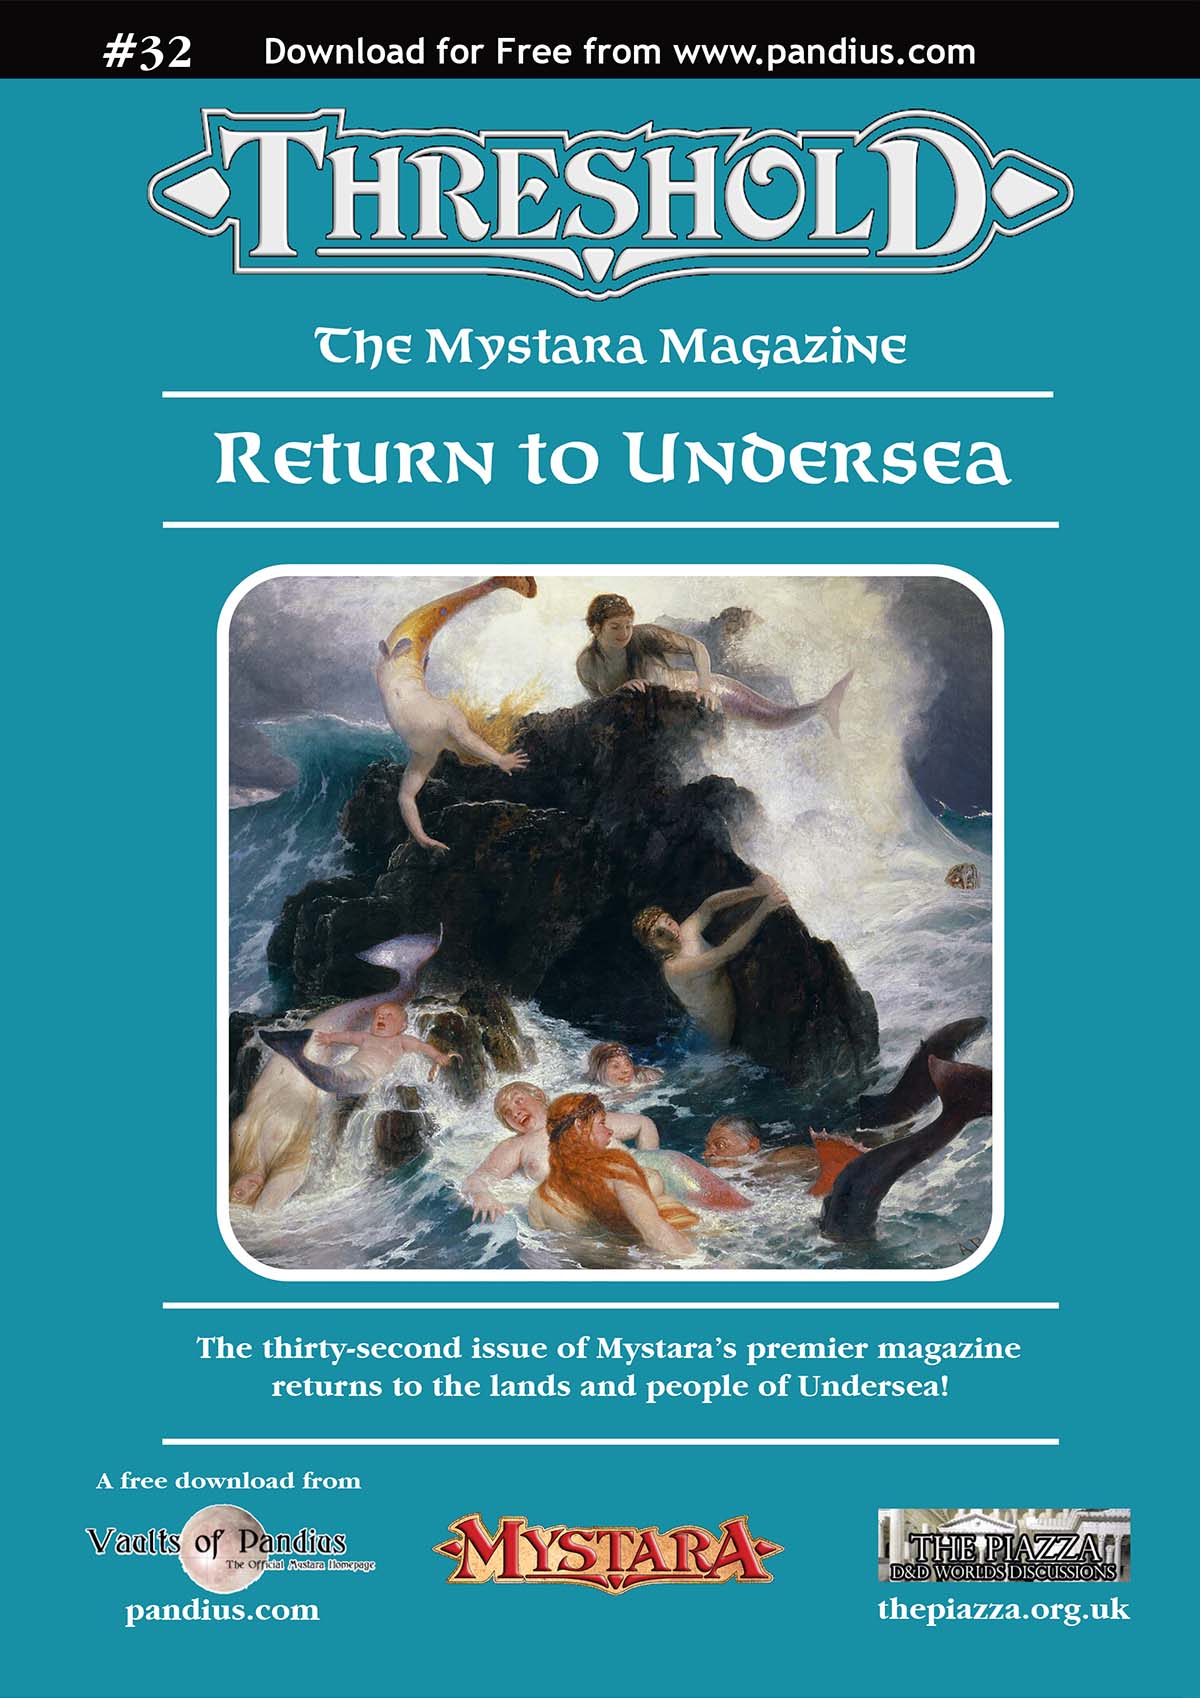 #32 Download for Free from www.pandius.com
THRESHOLD
The Mystara Magazine
Return to Undersea
The thirty-second issue of Mystara's premier magazine
returns to the lands and people of Undersea!
A free download from
Vaults of Pandius
The Official Mystara Homepage
pandius.com
MYSTARA
THE PIAZZA
D&D WORLDS DISCUSSIONS
thepiazza.org.uk